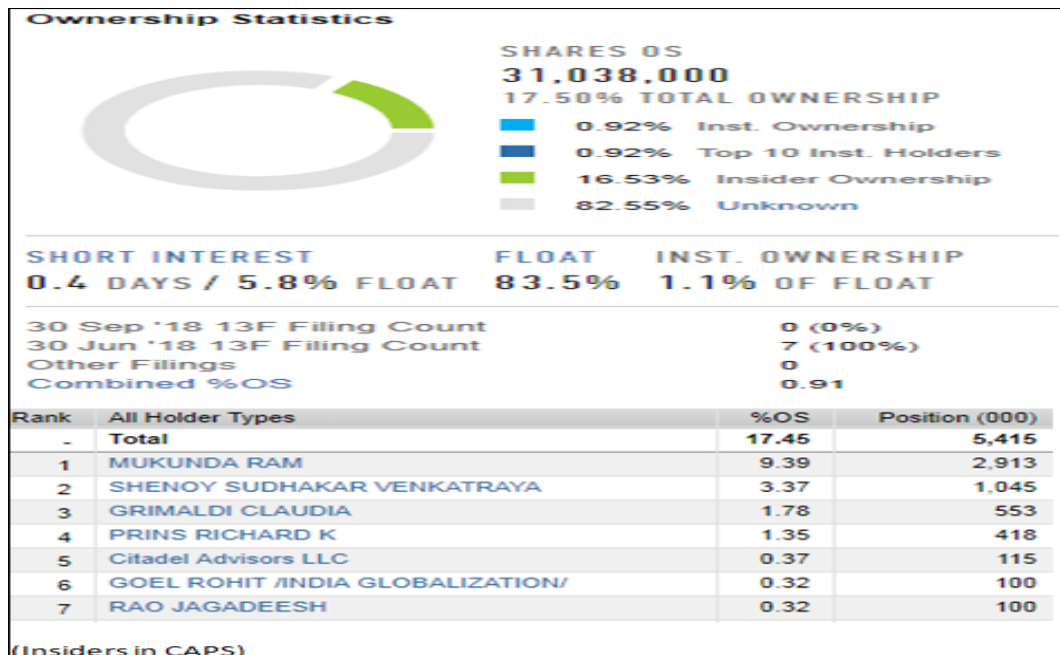 Ownership Statistics
SHARES OS
31,038,000
17.50% TOTAL OWNERSHIP
0.92% Inst. Ownership
0.92% Top 10 Inst. Holders
16.53% Insider Ownership
82.55% Unknown
SHORT INTEREST FLOAT INST. OWNERSHIP
0.4 DAYS / 5.8% FLOAT 83.5% 1.1% OF FLOAT
30 Sep '18 13F Filing Count 0 (0%)
30 Jun '18 13F Filing Count 7 (100%)
Other Filings 0
Combined %OS 0.91
Rank All Holder Types %OS Position (000)
- Total 17.45 5,415
1 MUKUNDA RAM 9.39 2,913
2 SHENOY SUDHAKAR VENKATRAYA 3.37 1,045
3 GRIMALDI CLAUDIA 1.78 553
4 PRINS RICHARD K 1.35 418
5 Citadel Advisors LLC 0.37 115
6 GOEL ROHIT /INDIA GLOBALIZATION/ 0.32 100
7 RAO JAGADEESH 0.32 100
(Insiders in CAPS)